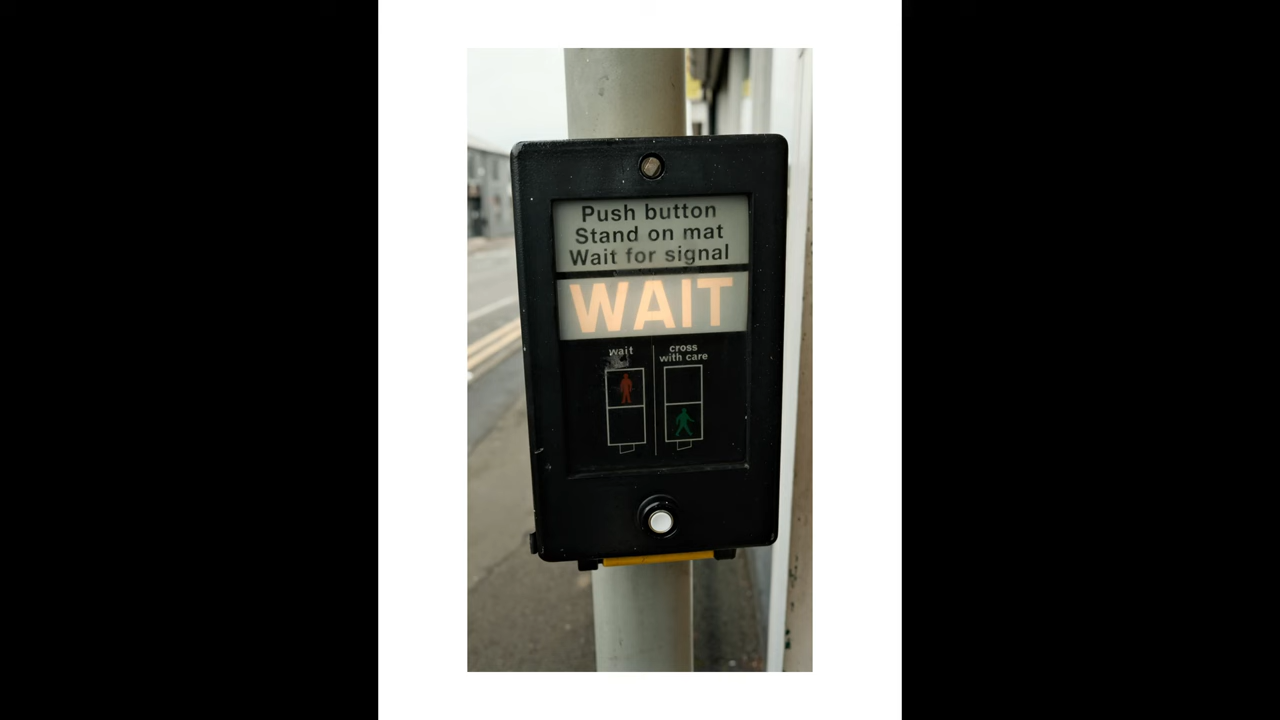 Push button
Stand on mat
Wait for signal
WAIT
wait
cross
with care